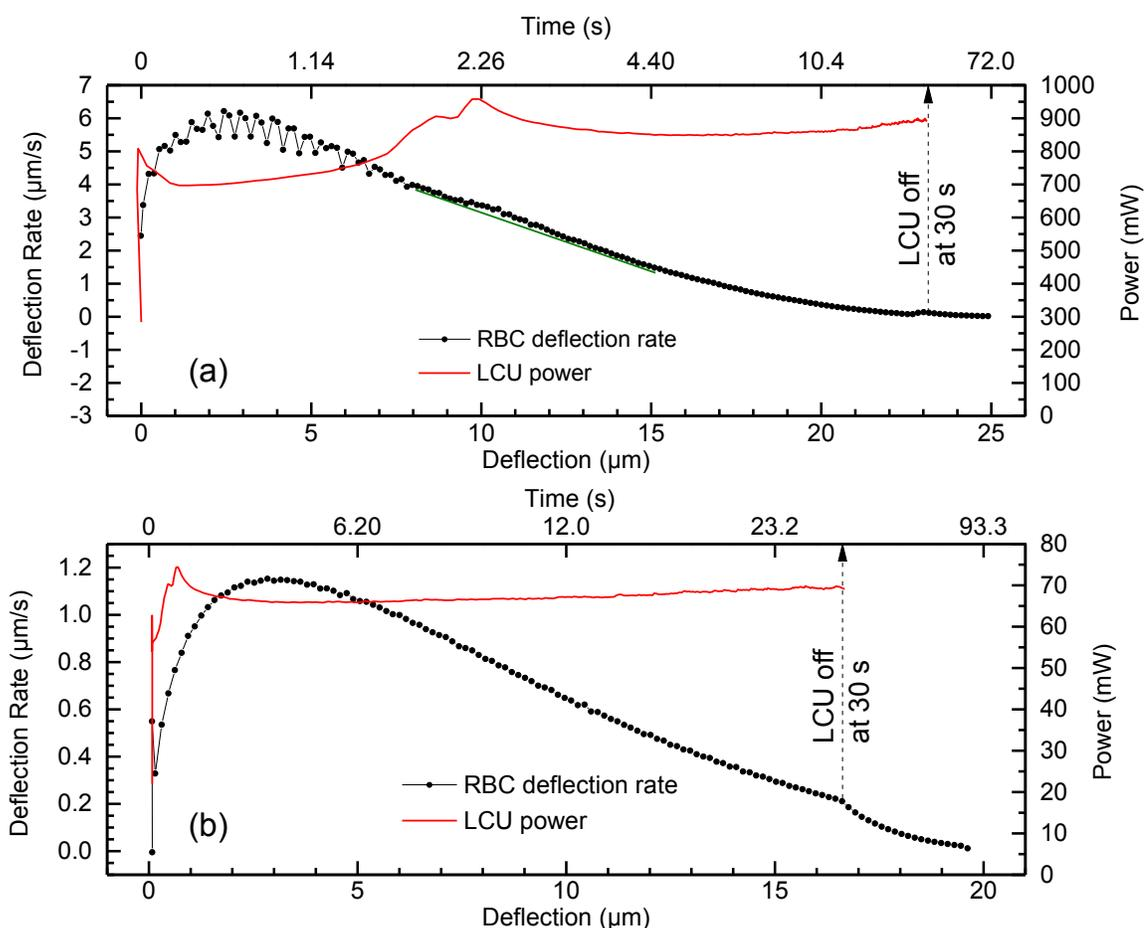 Time (s)
0 1.14 2.26 4.40 10.4 72.0
7 1000
6 900
5 800
4 700
3 600
2 500
1 400
0 300
-1 200
-2 100
-3 0
Deflection Rate (µm/s)
Power (mW)
LCU off
at 30 s
RBC deflection rate
LCU power
(a)
0 5 10 15 20 25
Deflection (µm)
Time (s)
0 6.20 12.0 23.2 93.3
1.2
1.0
0.8
0.6
0.4
0.2
0.0
Deflection Rate (µm/s)
80
70
60
50
40
30
20
10
0
Power (mW)
LCU off
at 30 s
RBC deflection rate
LCU power
(b)
0 5 10 15 20
Deflection (µm)